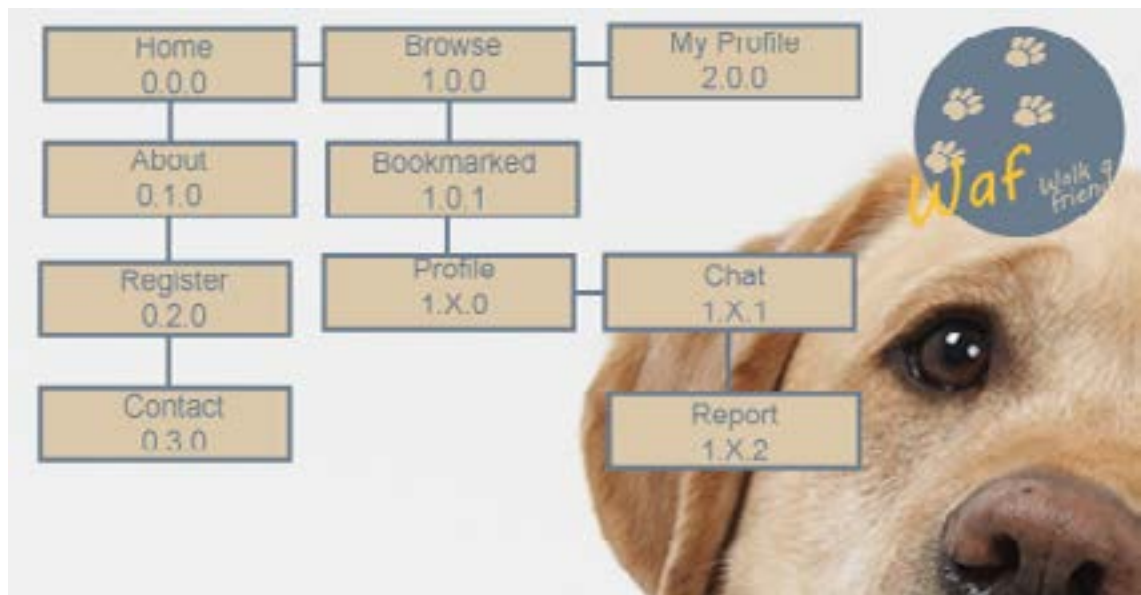 Home
0.0.0
Browse
1.0.0
My Profile
2.0.0
About
0.1.0
Bookmarked
1.0.1
Register
0.2.0
Profile
1.X.0
Chat
1.X.1
Contact
0.3.0
Report
1.X.2
Waf
Walk a
friend